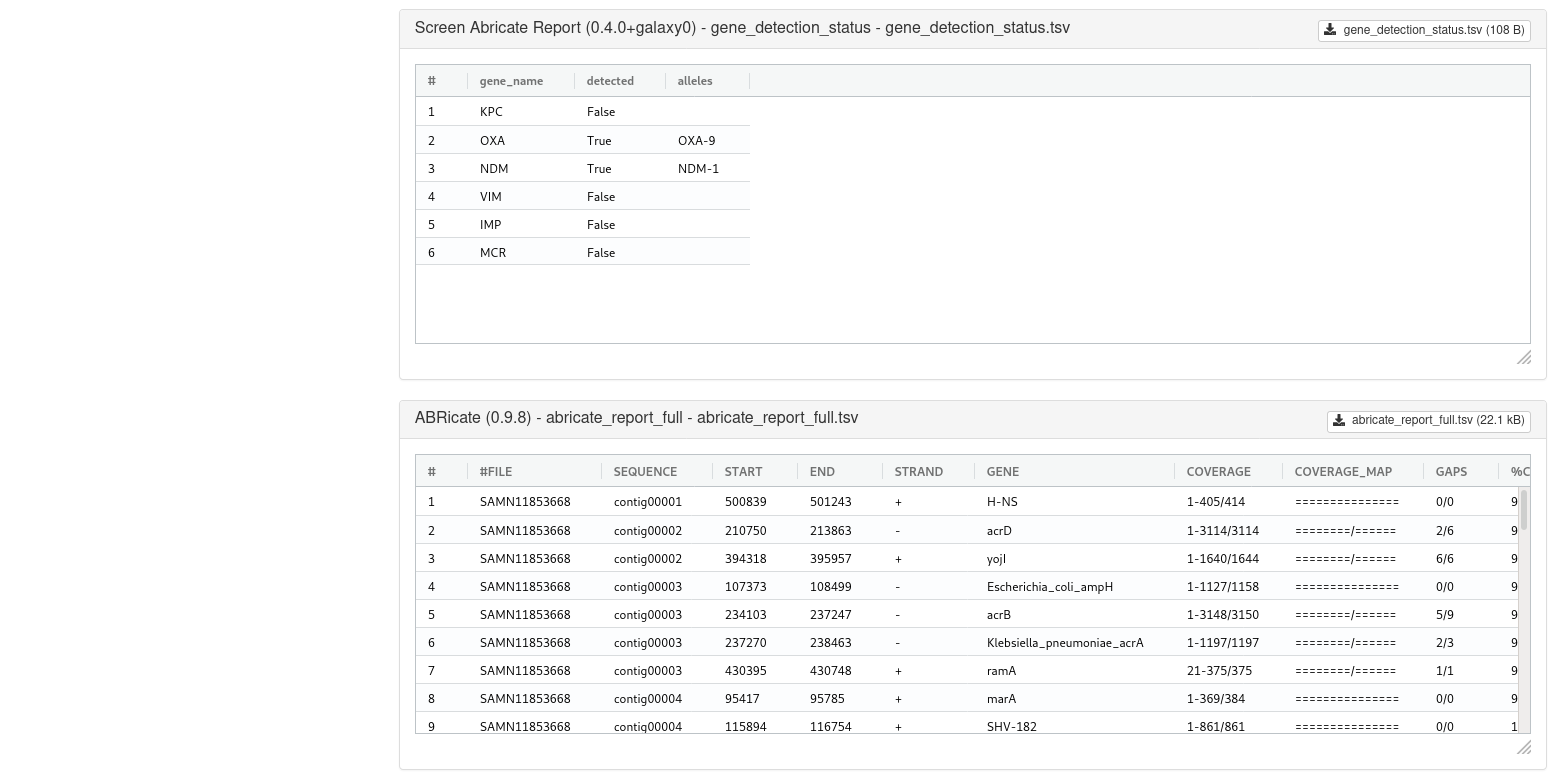 Screen Abricate Report (0.4.0+galaxy0) - gene_detection_status - gene_detection_status.tsv gene_detection_status.tsv (108 B)
# gene_name detected alleles
1 KPC False
2 OXA True OXA-9
3 NDM True NDM-1
4 VIM False
5 IMP False
6 MCR False
ABRicate (0.9.8) - abricate_report_full - abricate_report_full.tsv abricate_report_full.tsv (22.1 kB)
# #FILE SEQUENCE START END STRAND GENE COVERAGE COVERAGE_MAP GAPS %C
1 SAMN11853668 contig00001 500839 501243 + H-NS 1-405/414 =============== 0/0 9
2 SAMN11853668 contig00002 210750 213863 - acrD 1-3114/3114 ========/====== 2/6 9
3 SAMN11853668 contig00002 394318 395957 + yojI 1-1640/1644 ========/====== 6/6 9
4 SAMN11853668 contig00003 107373 108499 - Escherichia_coli_ampH 1-1127/1158 =============== 0/0 9
5 SAMN11853668 contig00003 234103 237247 - acrB 1-3148/3150 ========/====== 5/9 9
6 SAMN11853668 contig00003 237270 238463 - Klebsiella_pneumoniae_acrA 1-1197/1197 ========/====== 2/3 9
7 SAMN11853668 contig00003 430395 430748 + ramA 21-375/375 ========/====== 1/1 9
8 SAMN11853668 contig00004 95417 95785 + marA 1-369/384 =============== 0/0 9
9 SAMN11853668 contig00004 115894 116754 + SHV-182 1-861/861 =============== 0/0 1